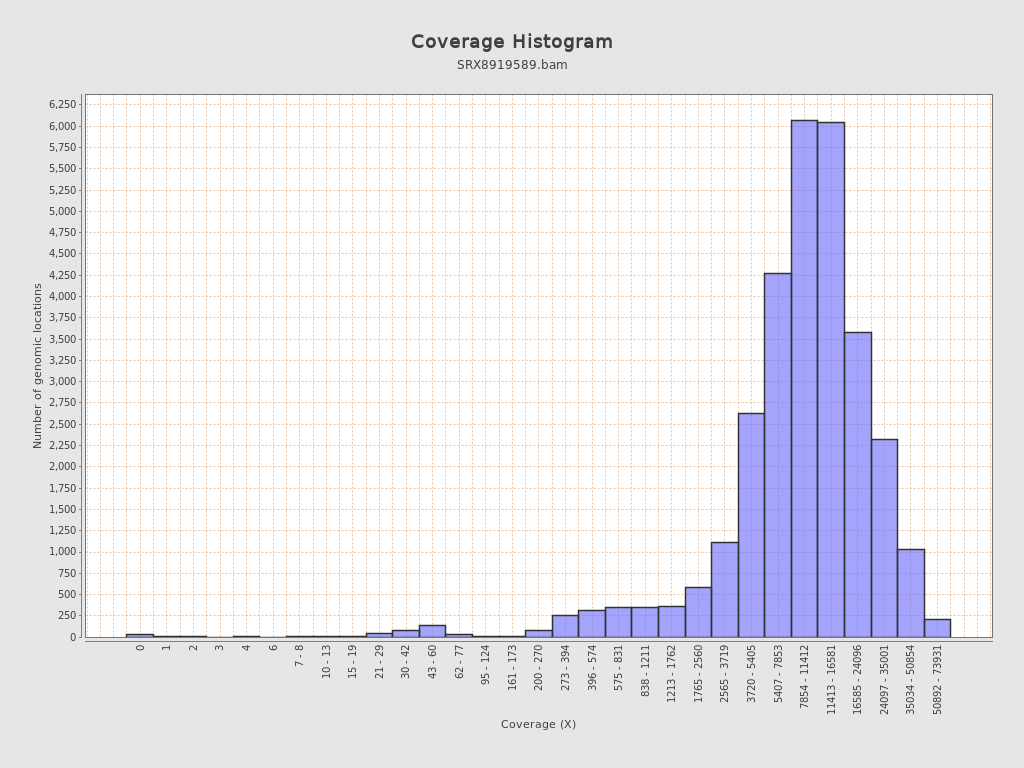 Coverage Histogram
SRX8919589.bam
Number of genomic locations
6,250
6,000
5,750
5,500
5,250
5,000
4,750
4,500
4,250
4,000
3,750
3,500
3,250
3,000
2,750
2,500
2,250
2,000
1,750
1,500
1,250
1,000
750
500
250
0
0
1
2
3
4
6
7 - 8
10 - 13
15 - 19
21 - 29
30 - 42
43 - 60
62 - 77
95 - 124
161 - 173
200 - 270
273 - 394
396 - 574
575 - 831
838 - 1211
1213 - 1762
1765 - 2560
2565 - 3719
3720 - 5405
5407 - 7853
7854 - 11412
11413 - 16581
16585 - 24096
24097 - 35001
35034 - 50854
50892 - 73931
Coverage (X)